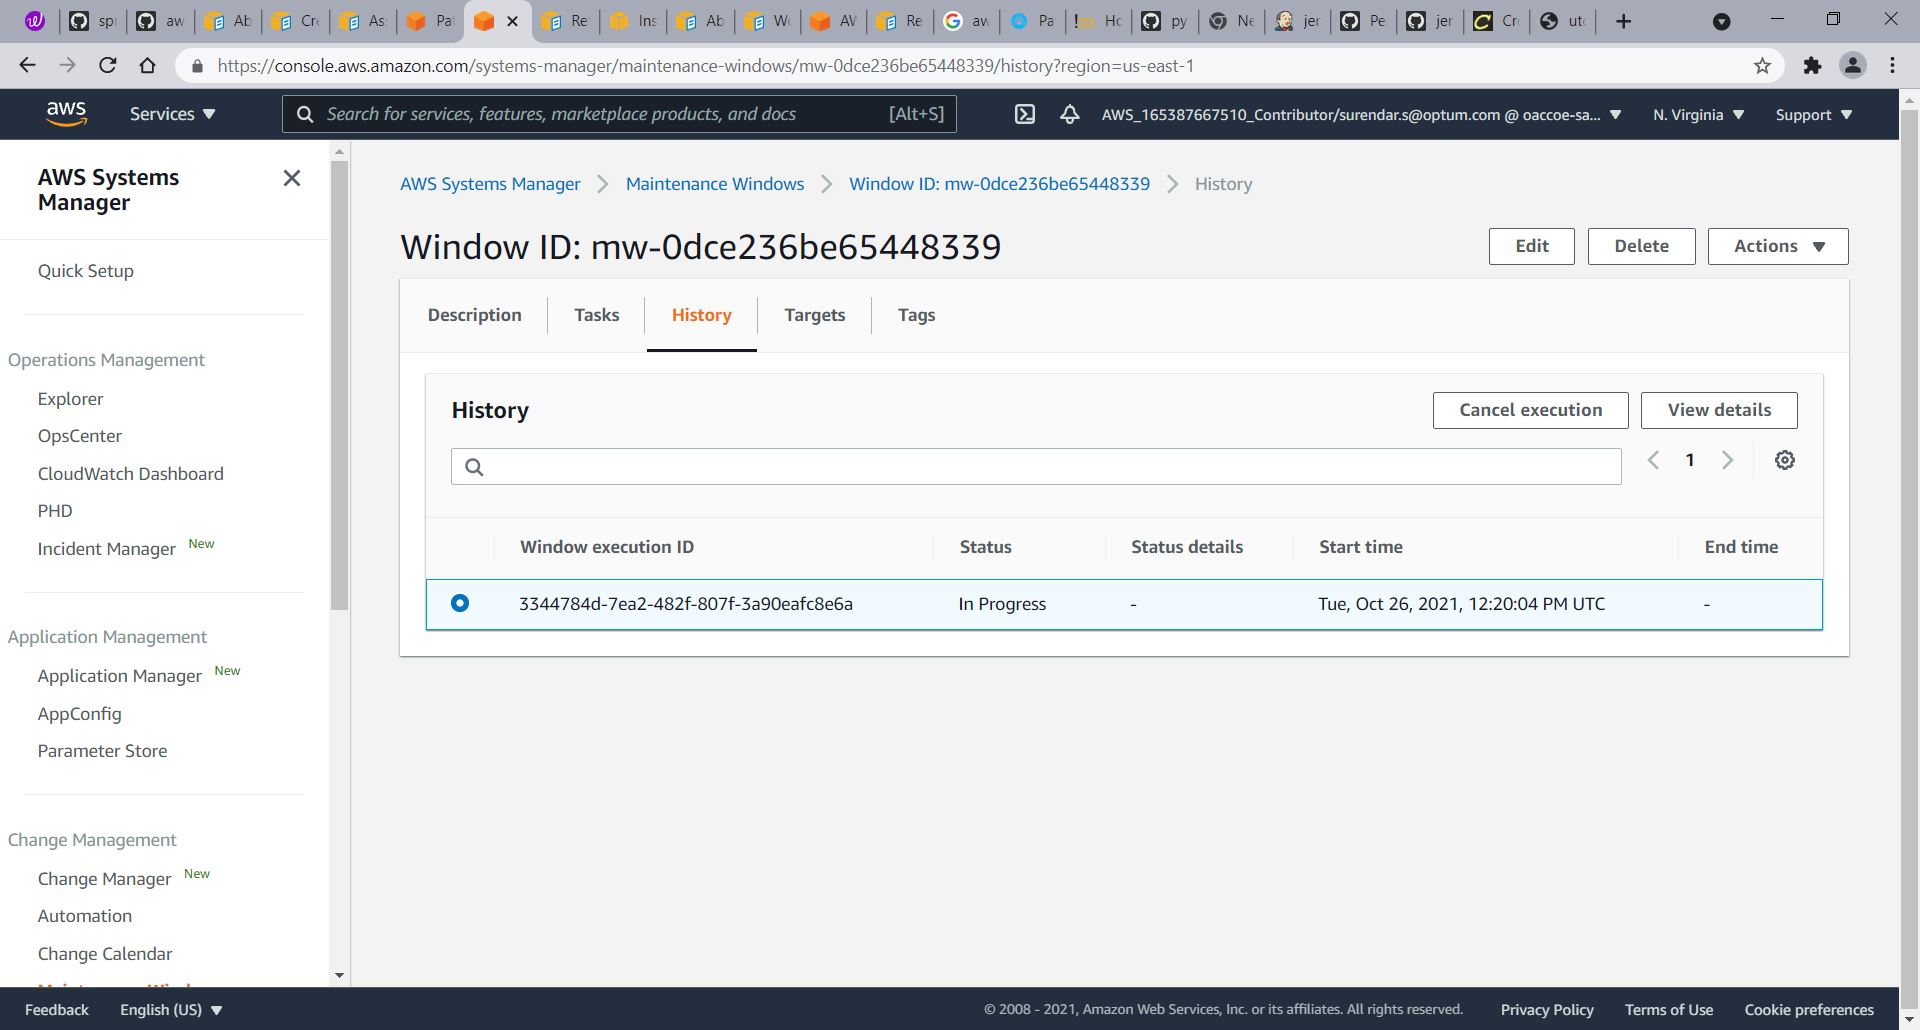 sp
aw
Ab
Cre
Ass
Pat
Re
Ins
Ab
Wo
AW
Re
aw
Pa
Ho
py
Ne
jer
Pe
jer
Cr
utc
https://console.aws.amazon.com/systems-manager/maintenance-windows/mw-0dce236be65448339/history?region=us-east-1
aws
Services
Search for services, features, marketplace products, and docs
[Alt+S]
AWS_165387667510_Contributor/surendar.s@optum.com @ oaccoe-sa...
N. Virginia
Support
AWS Systems
Manager
Quick Setup
Operations Management
Explorer
OpsCenter
CloudWatch Dashboard
PHD
Incident Manager New
Application Management
Application Manager New
AppConfig
Parameter Store
Change Management
Change Manager New
Automation
Change Calendar
AWS Systems Manager
Maintenance Windows
Window ID: mw-0dce236be65448339
History
Window ID: mw-0dce236be65448339
Edit
Delete
Actions
Description
Tasks
History
Targets
Tags
History
Cancel execution
View details
1
Window execution ID
Status
Status details
Start time
End time
3344784d-7ea2-482f-807f-3a90eafc8e6a
In Progress
-
Tue, Oct 26, 2021, 12:20:04 PM UTC
-
Feedback
English (US)
© 2008 - 2021, Amazon Web Services, Inc. or its affiliates. All rights reserved.
Privacy Policy
Terms of Use
Cookie preferences